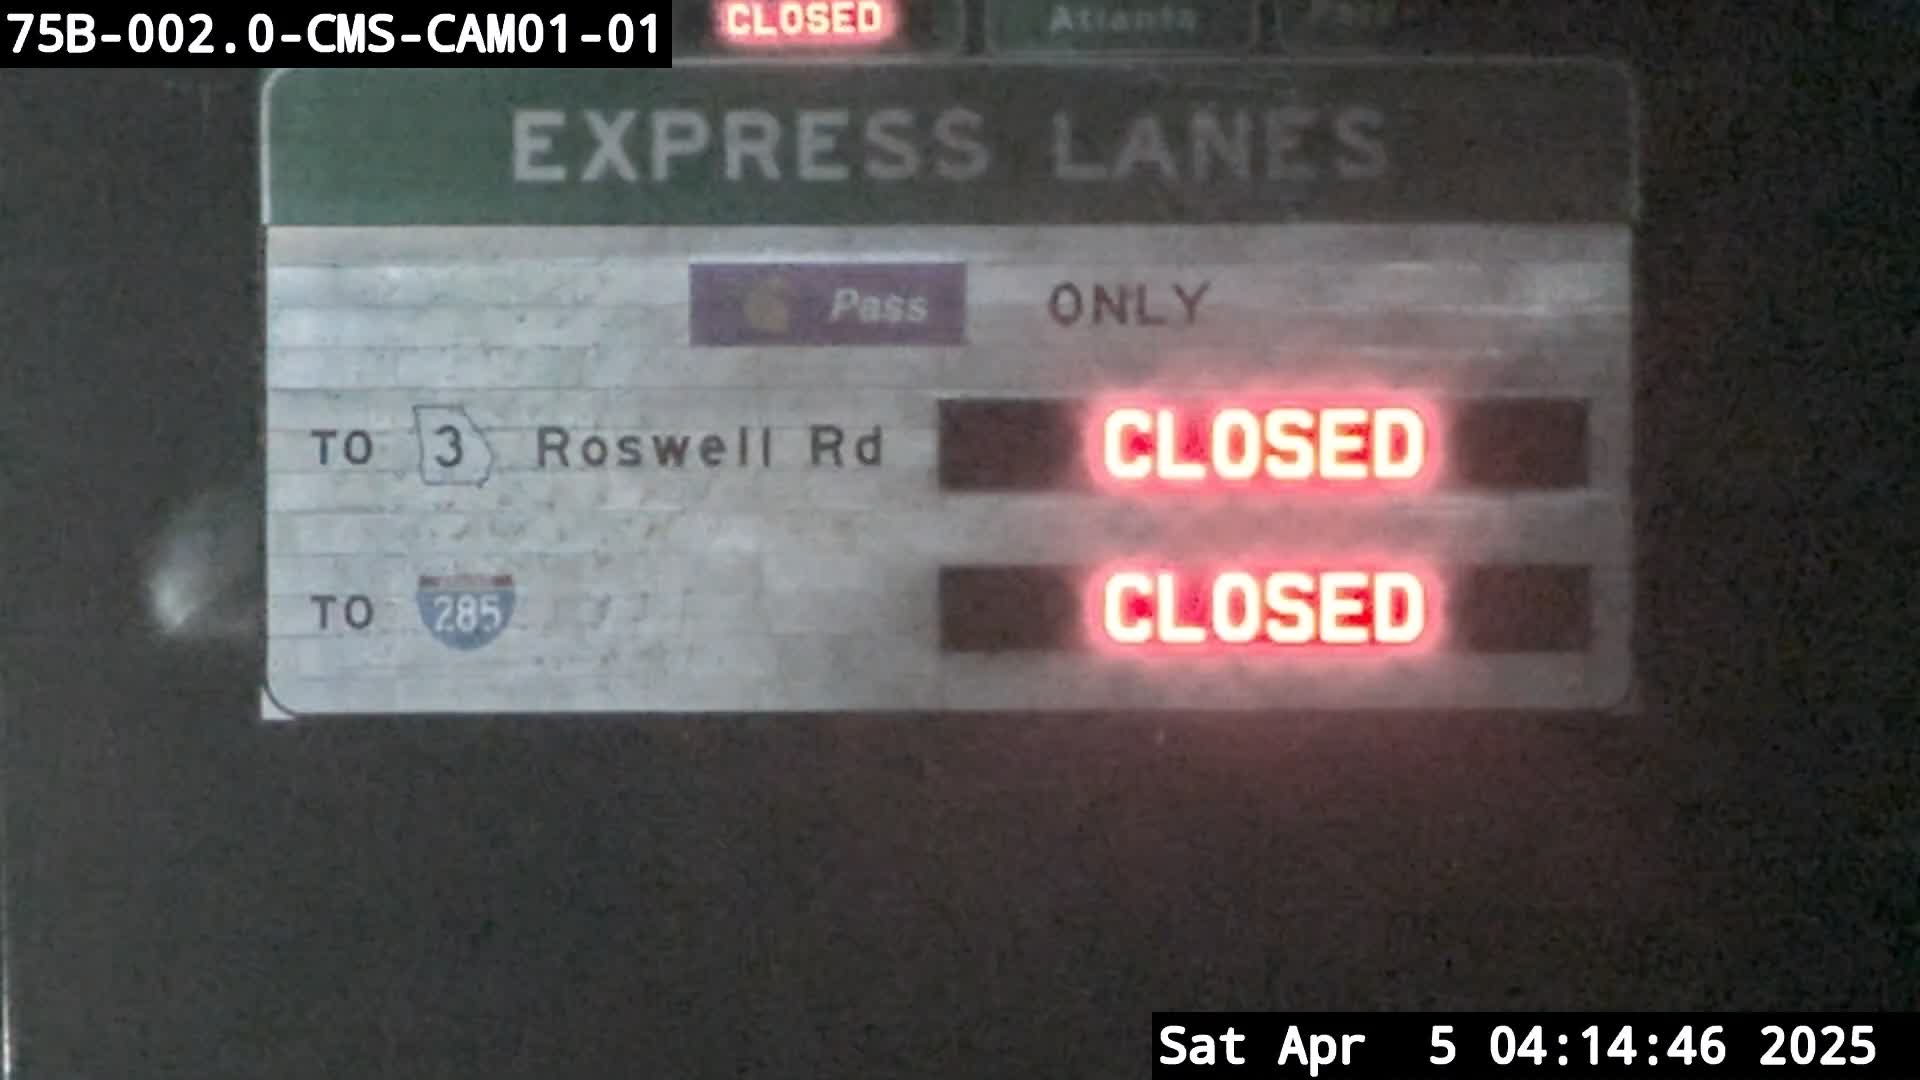 75B-002.0-CMS-CAM01-01
CLOSED
Atlanta
EXPRESS LANES
Pass ONLY
TO 3 Roswell Rd CLOSED
TO 285 CLOSED
Sat Apr 5 04:14:46 2025